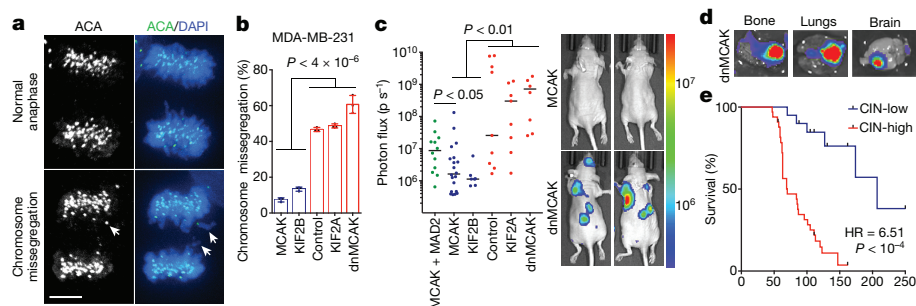 a
ACA
ACA/DAPI
Normal
anaphase
Chromosome
missegregation
b
MDA-MB-231
P < 4 × 10⁻⁶
Chromosome missegregation (%)
80
60
40
20
0
MCAK
KIF2B
Control
KIF2A
dnMCAK
c
P < 0.01
P < 0.05
Photon flux (p s⁻¹)
10¹⁰
10⁹
10⁸
10⁷
10⁶
MCAK + MAD2
MCAK
KIF2B
Control
KIF2A
dnMCAK
MCAK
dnMCAK
10⁷
10⁶
d
Bone
Lungs
Brain
dnMCAK
e
CIN-low
CIN-high
Survival (%)
100
50
0
HR = 6.51
P < 10⁻⁴
0 50 100 150 200 250